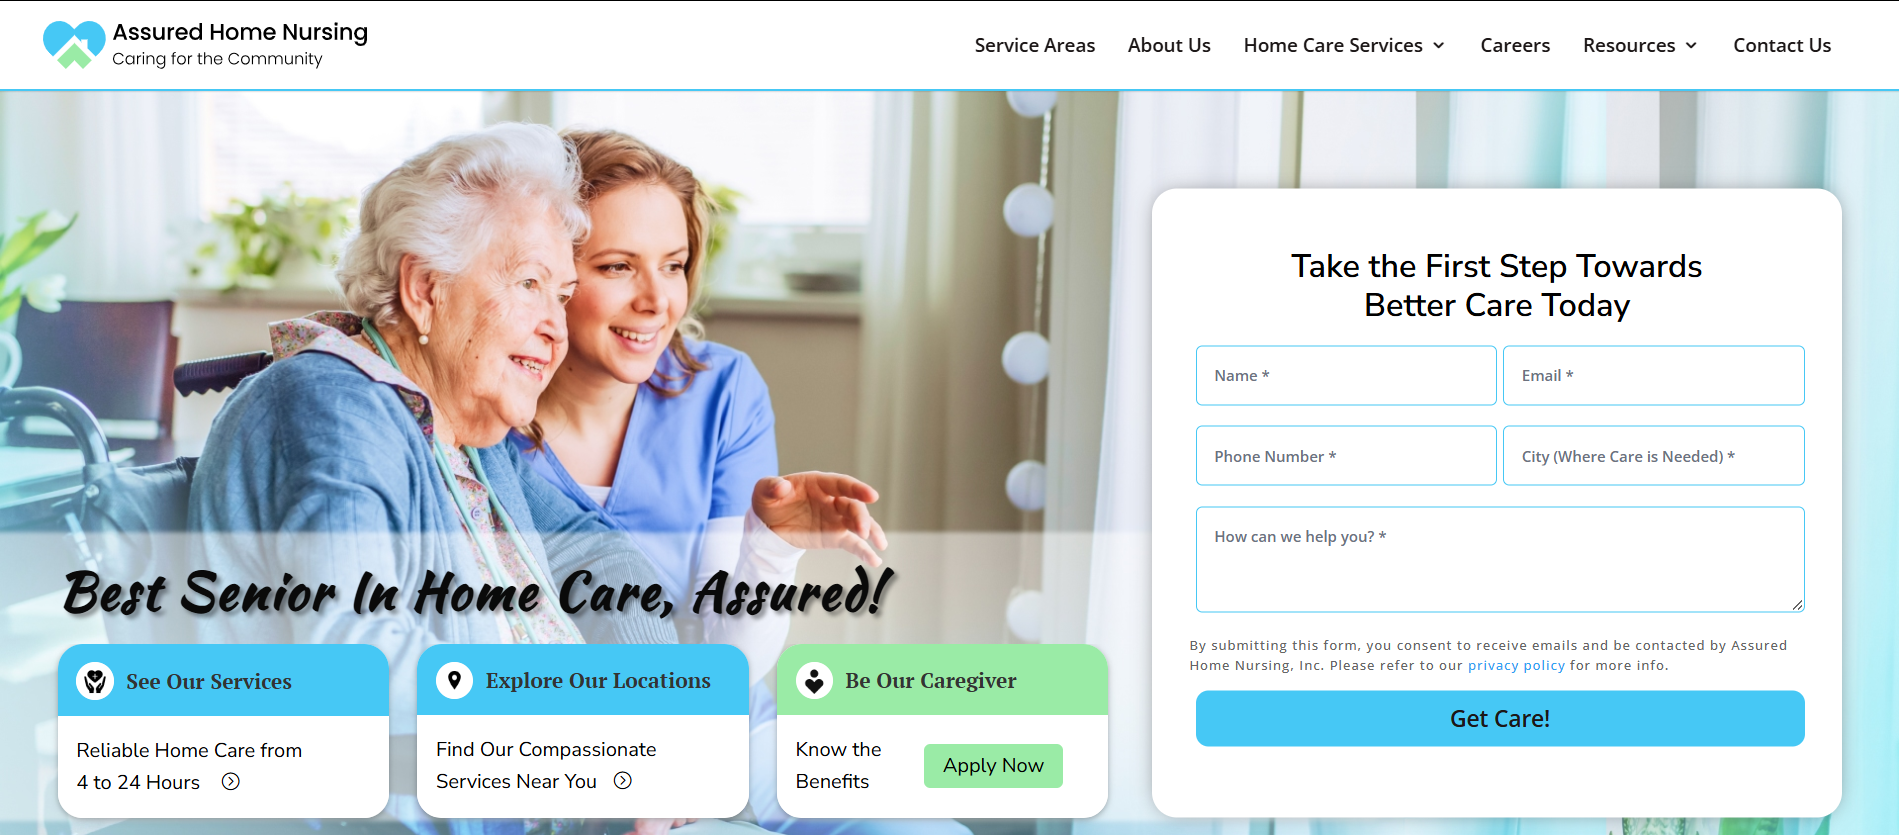 Assured Home Nursing
Caring for the Community
Service Areas
About Us
Home Care Services
Careers
Resources
Contact Us
Best Senior In Home Care, Assured!
See Our Services
Reliable Home Care from
4 to 24 Hours
Explore Our Locations
Find Our Compassionate
Services Near You
Be Our Caregiver
Know the
Benefits
Apply Now
Take the First Step Towards
Better Care Today
Name *
Email *
Phone Number *
City (Where Care is Needed) *
How can we help you? *
By submitting this form, you consent to receive emails and be contacted by Assured
Home Nursing, Inc. Please refer to our privacy policy for more info.
Get Care!